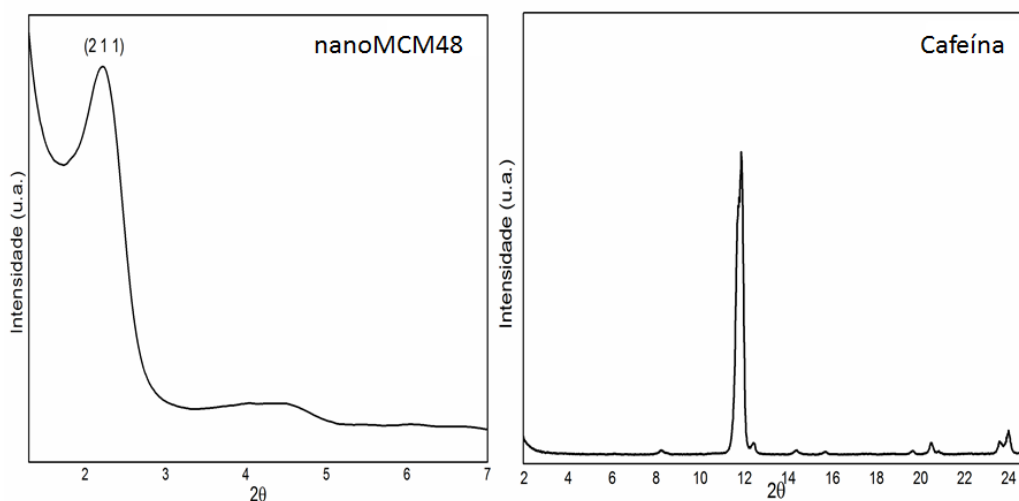 nanoMCM48
(2 1 1)
Intensidade (u.a.)
2 3 4 5 6 7
2θ
Cafeína
Intensidade (u.a.)
2 4 6 8 10 12 14 16 18 20 22 24
2θ